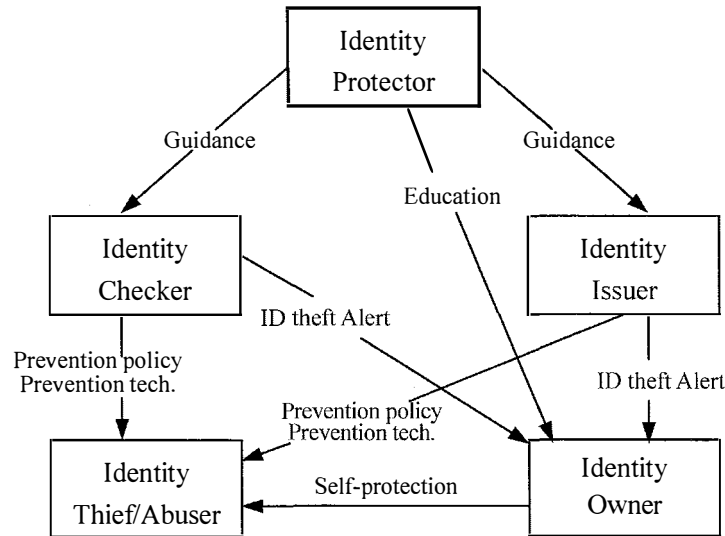 Identity
Protector
Guidance
Guidance
Education
Identity
Checker
Identity
Issuer
ID theft Alert
Prevention policy
Prevention tech.
ID theft Alert
Prevention policy
Prevention tech.
Identity
Thief/Abuser
Self-protection
Identity
Owner